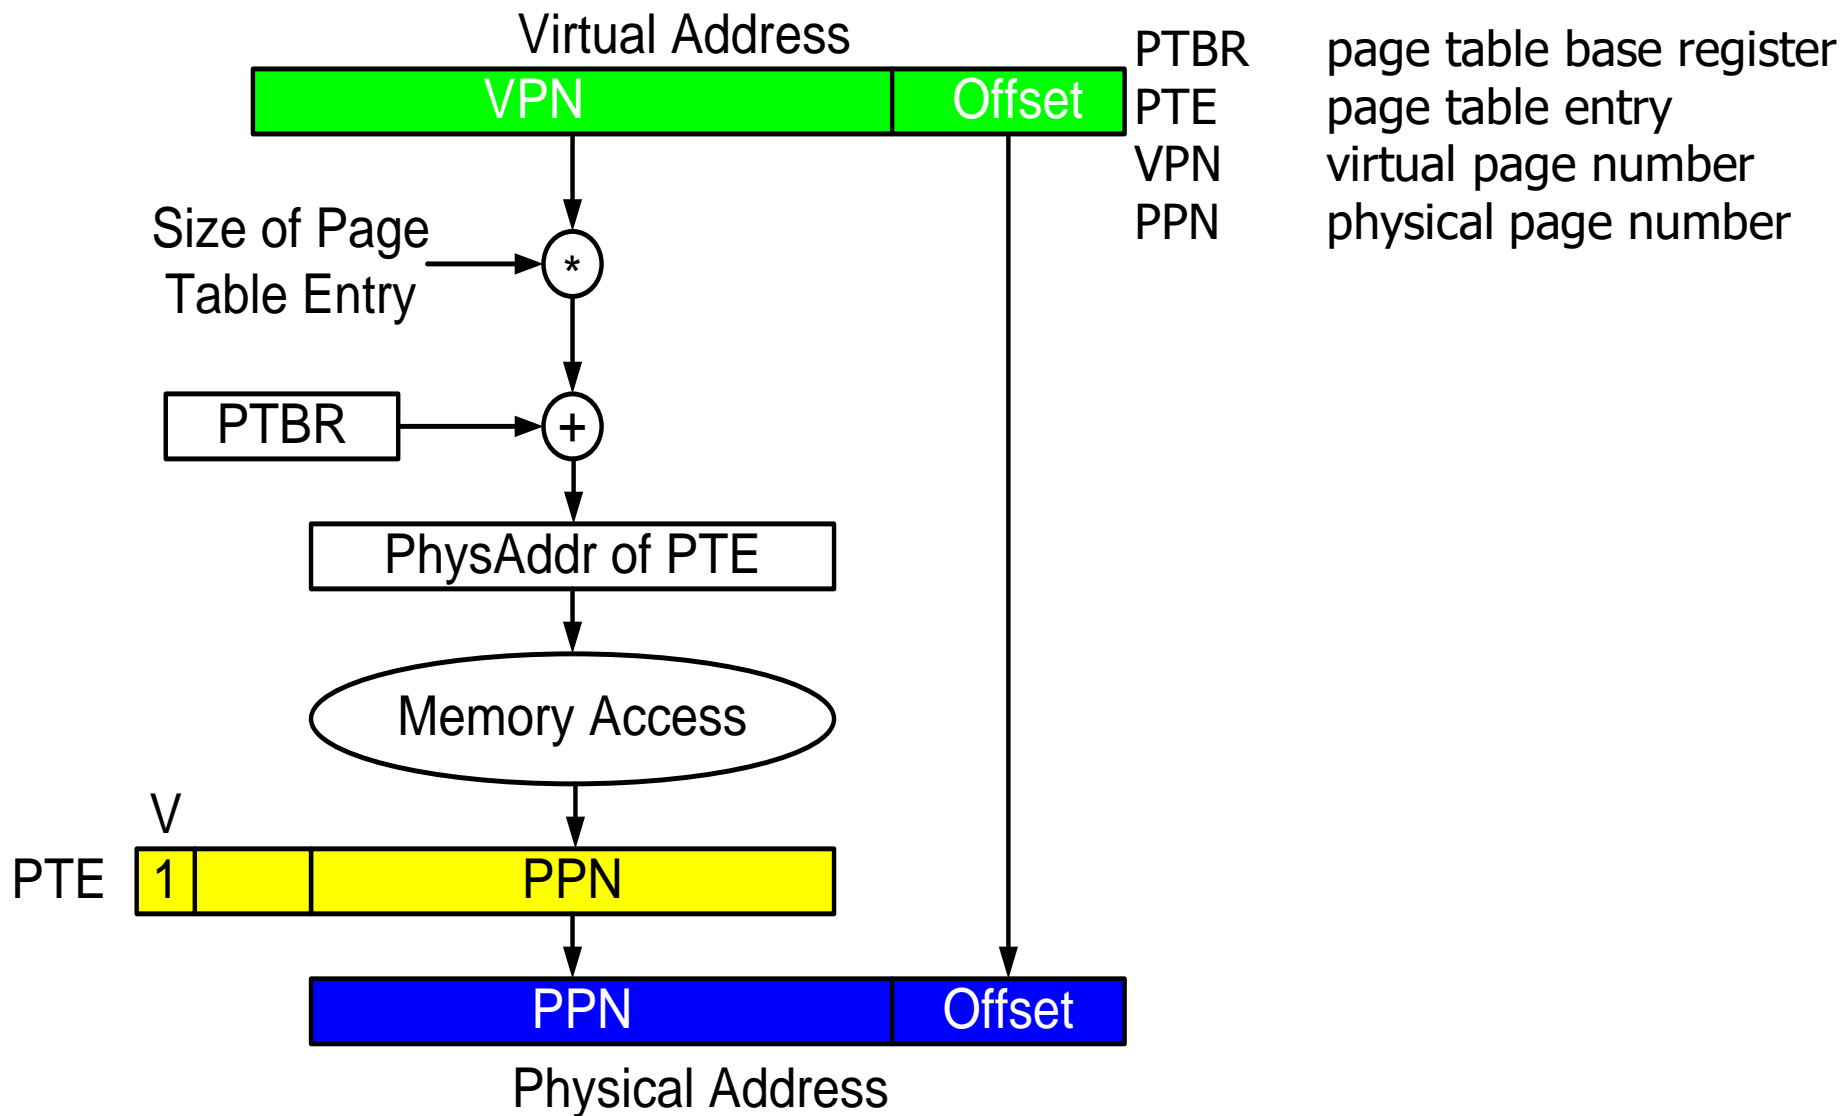 Virtual Address
VPN
Offset
PTBR page table base register
PTE page table entry
VPN virtual page number
PPN physical page number
Size of Page
Table Entry
*
PTBR
+
PhysAddr of PTE
Memory Access
V
PTE
1
PPN
PPN
Offset
Physical Address